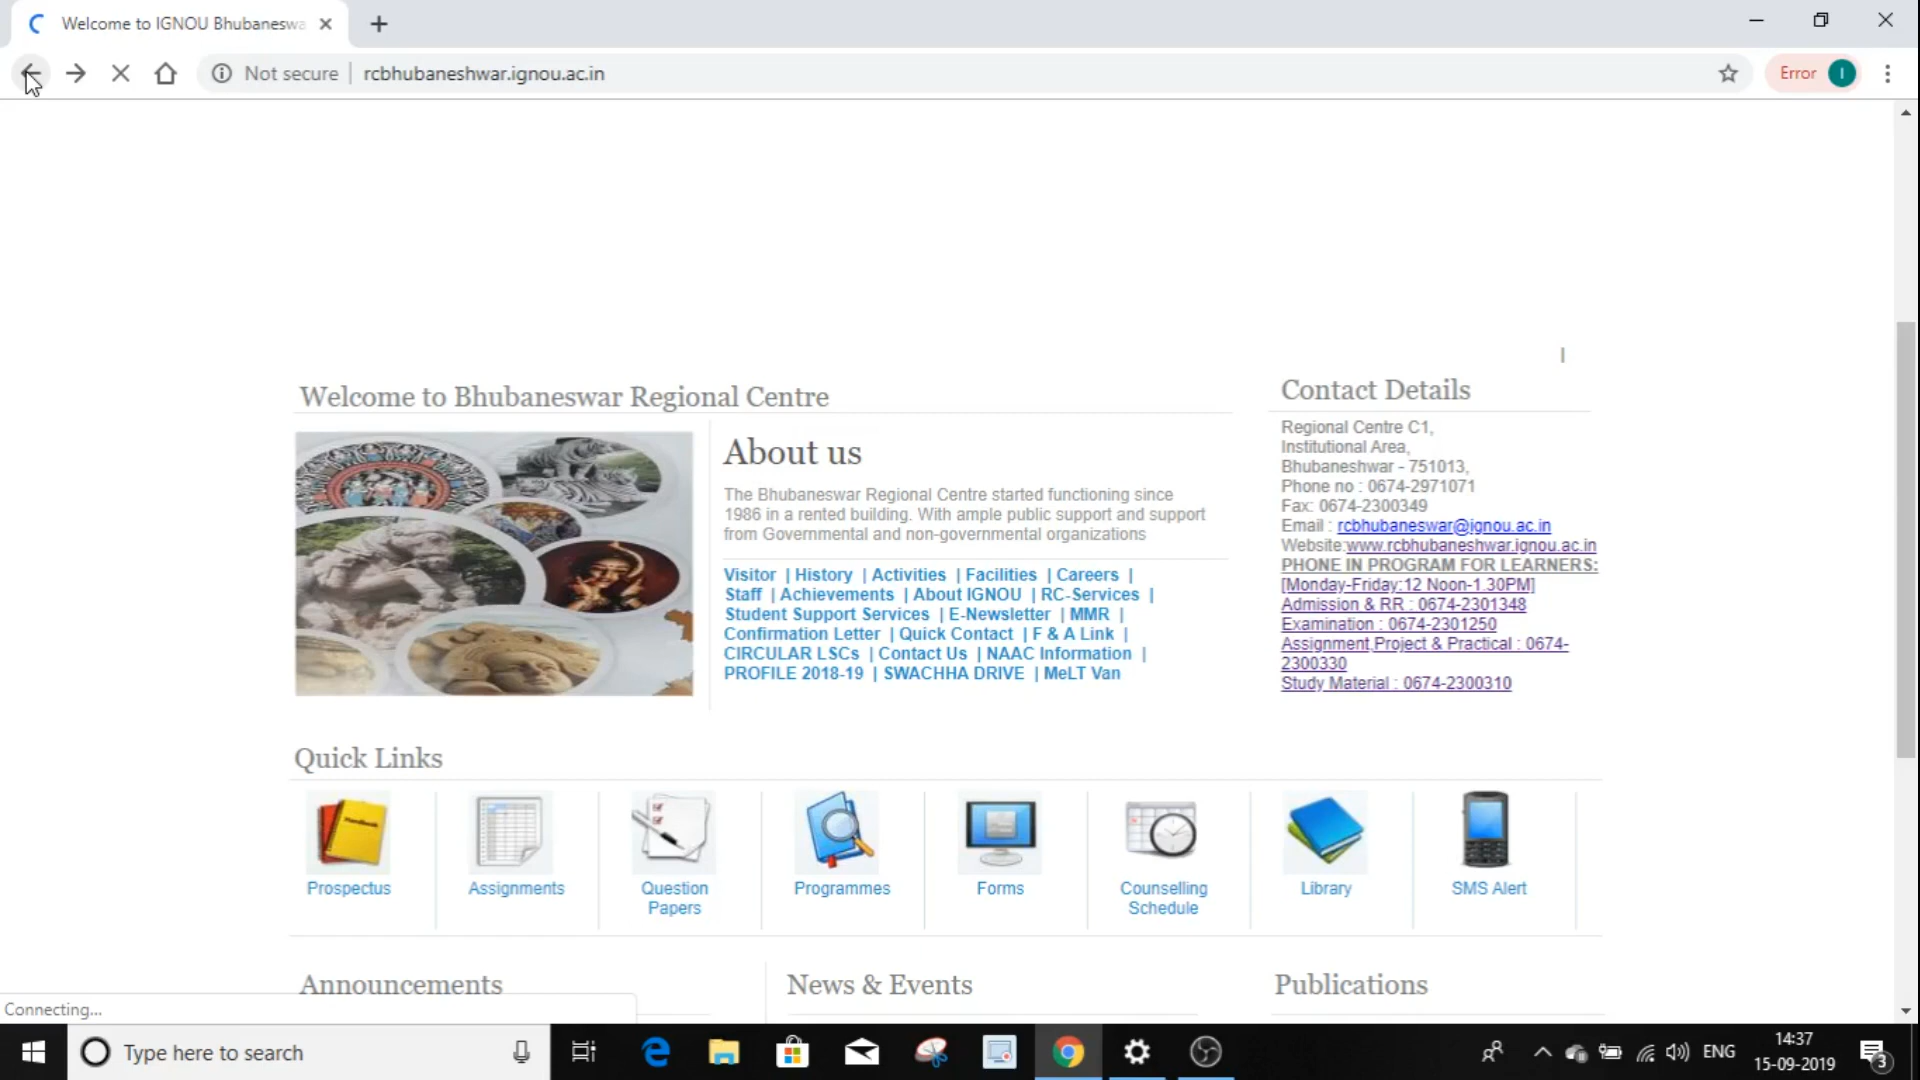 Welcome to IGNOU Bhubaneswa
Not secure
rcbhubaneshwar.ignou.ac.in
Error
I
Welcome to Bhubaneswar Regional Centre
About us
The Bhubaneswar Regional Centre started functioning since
1986 in a rented building. With ample public support and support
from Governmental and non-governmental organizations
Visitor | History | Activities | Facilities | Careers |
Staff | Achievements | About IGNOU | RC-Services |
Student Support Services | E-Newsletter | MMR |
Confirmation Letter | Quick Contact | F & A Link |
CIRCULAR LSCs | Contact Us | NAAC Information |
PROFILE 2018-19 | SWACHHA DRIVE | MeLT Van
Contact Details
Regional Centre C1,
Institutional Area,
Bhubaneshwar - 751013,
Phone no : 0674-2971071
Fax: 0674-2300349
Email : rcbhubaneswar@ignou.ac.in
Website:www.rcbhubaneshwar.ignou.ac.in
PHONE IN PROGRAM FOR LEARNERS:
[Monday-Friday:12 Noon-1.30PM]
Admission & RR : 0674-2301348
Examination : 0674-2301250
Assignment,Project & Practical : 0674-
2300330
Study Material : 0674-2300310
Quick Links
Handbook
Prospectus
Assignments
Question
Papers
Programmes
Forms
Counselling
Schedule
Library
SMS Alert
Announcements
News & Events
Publications
Connecting...
Type here to search
ENG
14:37
15-09-2019
3